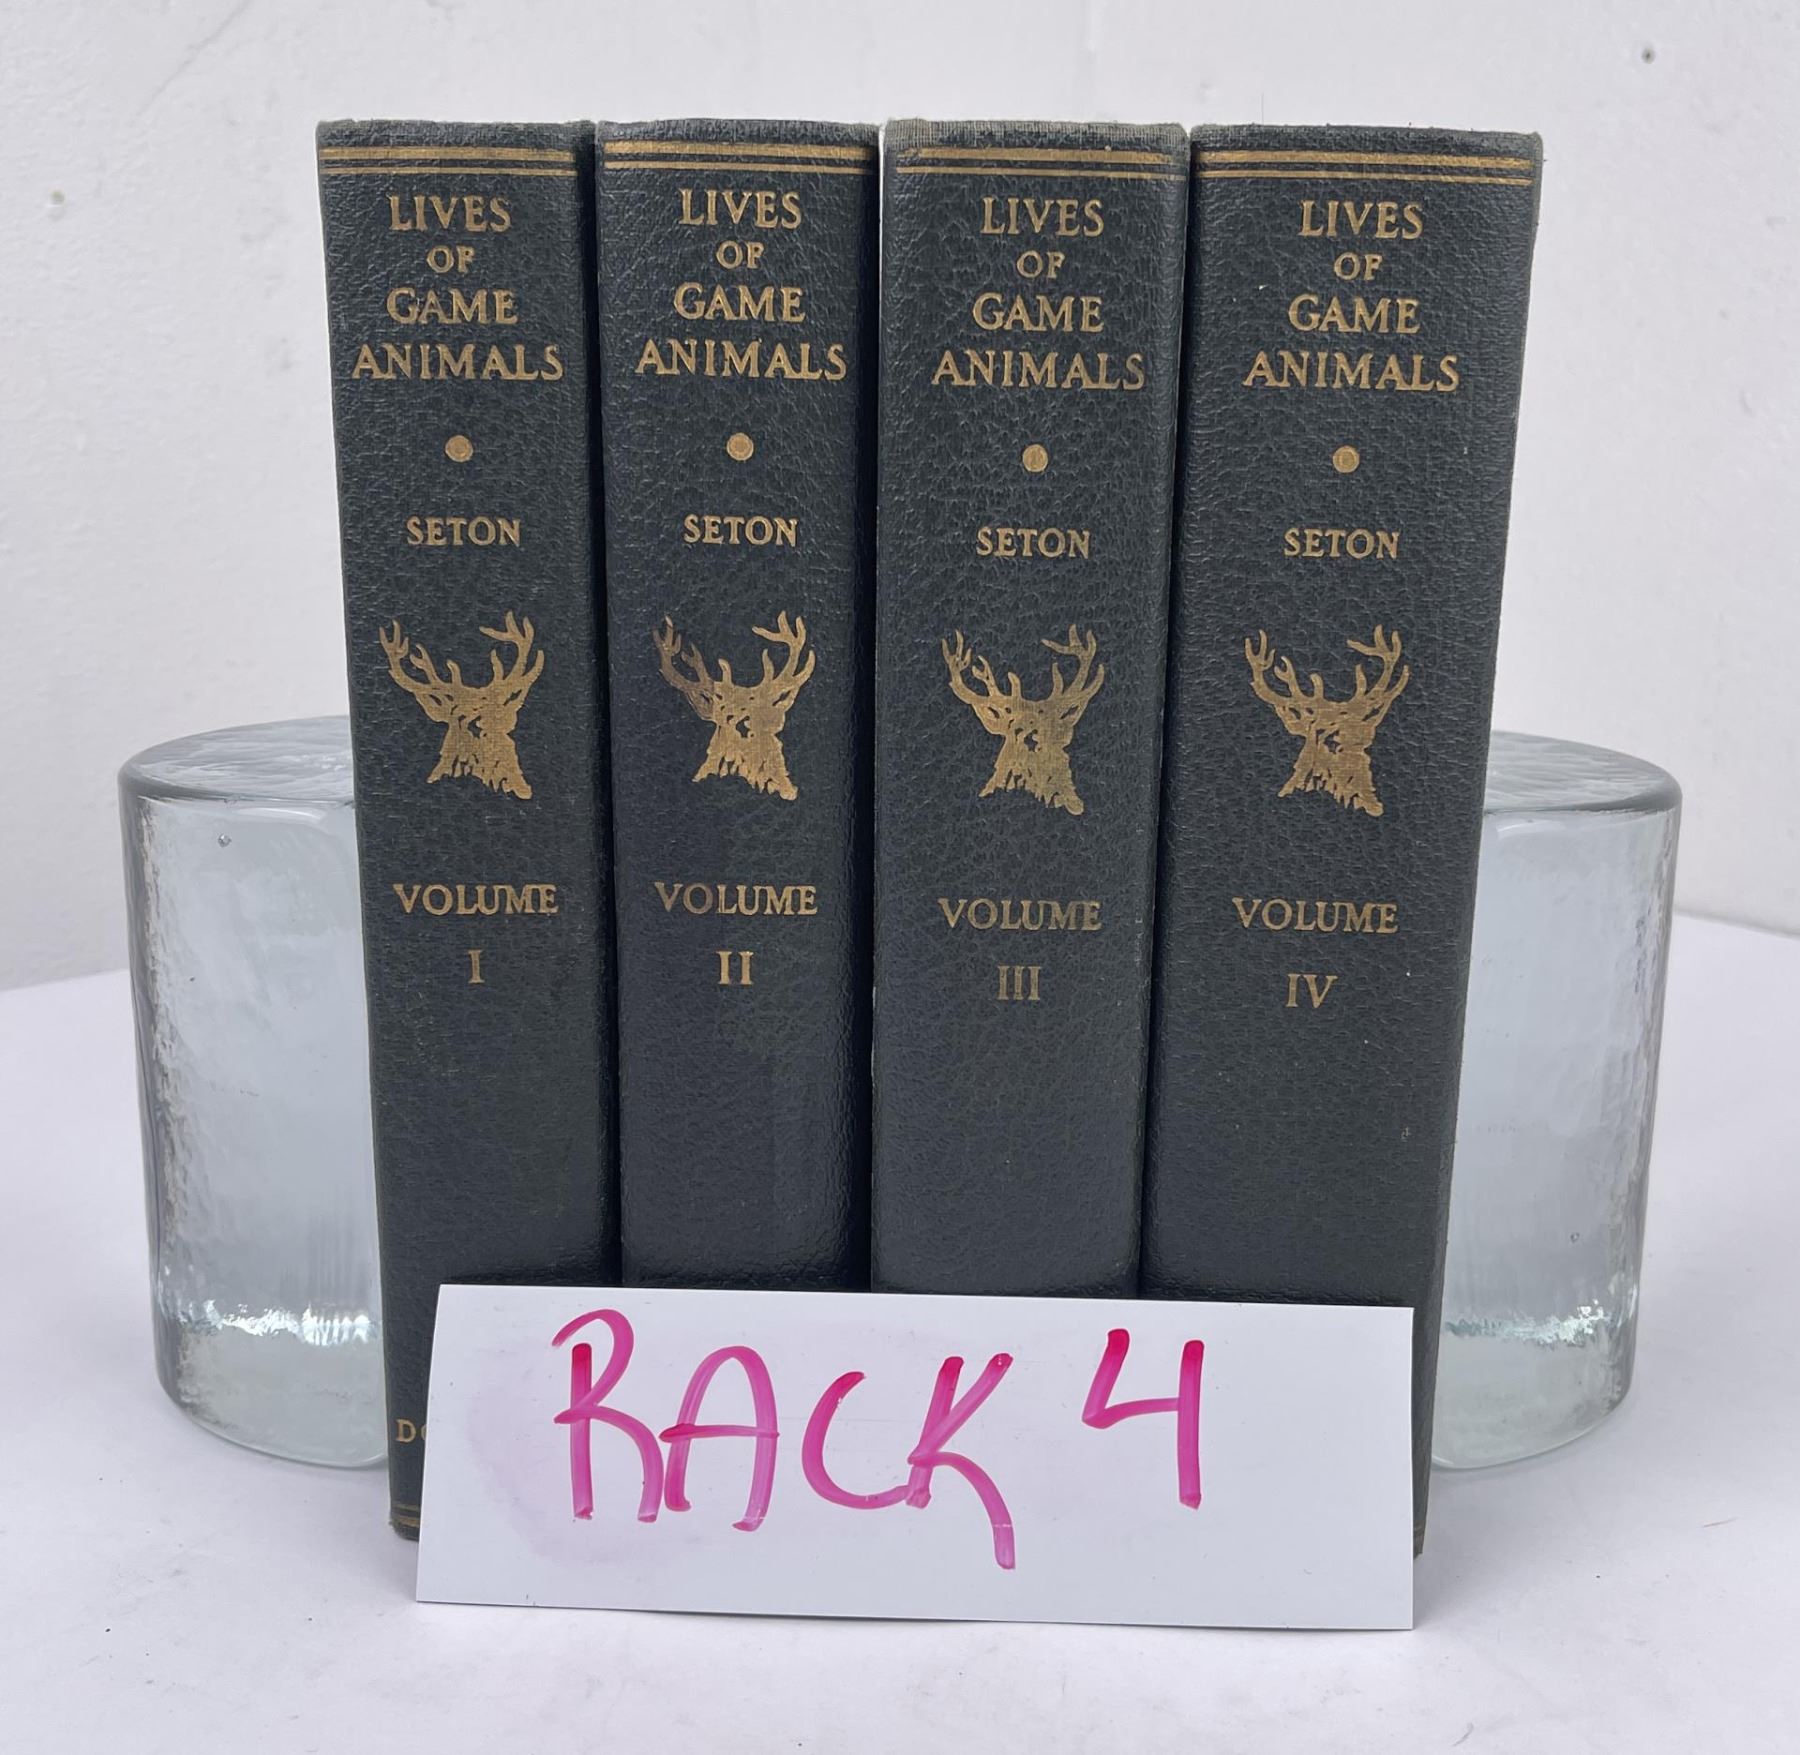 LIVES
OF
GAME
ANIMALS
SETON
VOLUME
I
LIVES
OF
GAME
ANIMALS
SETON
VOLUME
II
LIVES
OF
GAME
ANIMALS
SETON
VOLUME
III
LIVES
OF
GAME
ANIMALS
SETON
VOLUME
IV
RACK 4